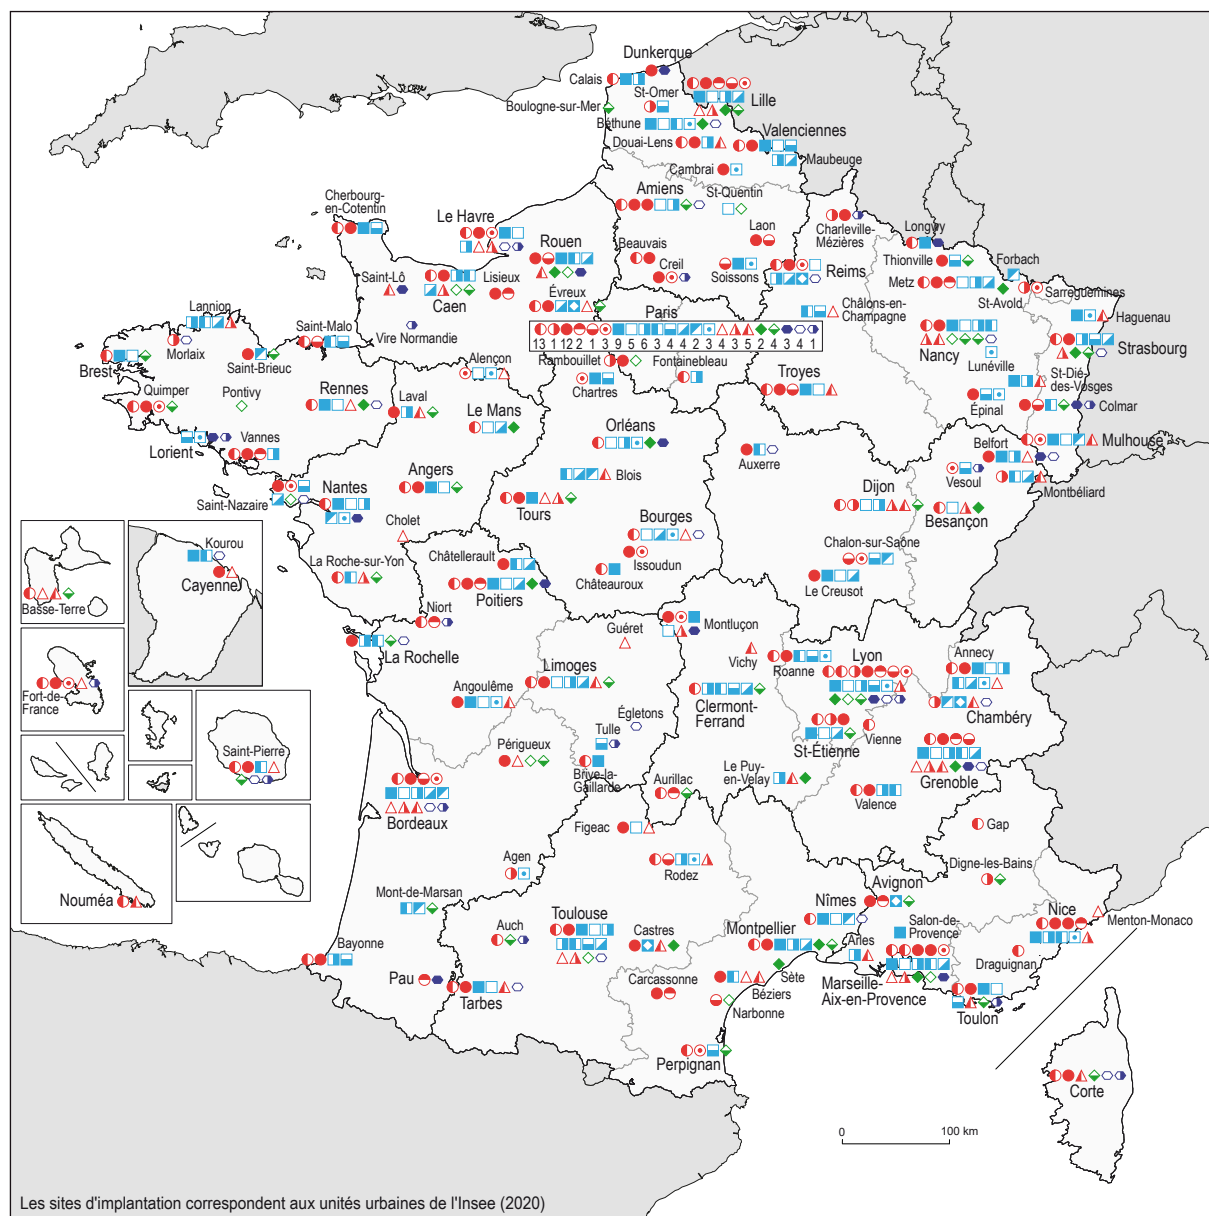 Dunkerque
Calais
St-Omer
Lille
Boulogne-sur-Mer
Béthune
Valenciennes
Douai-Lens
Maubeuge
Cambrai
Amiens
St-Quentin
Cherbourg-
en-Cotentin
Le Havre
Charleville-
Mézières
Laon
Longwy
Rouen
Beauvais
Thionville
Forbach
Creil
Soissons
Reims
Saint-Lô
Lisieux
Metz
Sarreguemines
Évreux
St-Avold
Caen
Lannion
Châlons-en-
Champagne
Haguenau
Paris
Saint-Malo
Vire Normandie
13 1 12 2 1 3 9 5 6 3 4 4 2 3 4 3 5 2 4 3 4 1
Morlaix
Strasbourg
Nancy
Rambouillet
Fontainebleau
Alençon
Saint-Brieuc
Lunéville
Brest
Troyes
St-Dié-
des-Vosges
Chartres
Quimper
Pontivy
Rennes
Laval
Le Mans
Épinal
Colmar
Orléans
Lorient
Vannes
Belfort
Mulhouse
Auxerre
Vesoul
Angers
Blois
Montbéliard
Nantes
Dijon
Saint-Nazaire
Tours
Bourges
Besançon
Cholet
Kourou
Chalon-sur-Saône
Châtellerault
Issoudun
La Roche-sur-Yon
Cayenne
Châteauroux
Le Creusot
Basse-Terre
Poitiers
Niort
Montluçon
Guéret
Vichy
La Rochelle
Roanne
Lyon
Annecy
Limoges
Fort-de-
France
Angoulême
Clermont-
Ferrand
Chambéry
Égletons
Tulle
Vienne
Saint-Pierre
Périgueux
St-Étienne
Brive-la-
Gaillarde
Le Puy-
en-Velay
Aurillac
Grenoble
Valence
Bordeaux
Figeac
Gap
Agen
Rodez
Digne-les-Bains
Avignon
Mont-de-Marsan
Nîmes
Nouméa
Nice
Salon-de-
Provence
Menton-Monaco
Auch
Toulouse
Castres
Montpellier
Bayonne
Arles
Draguignan
Pau
Carcassonne
Sète
Marseille-
Aix-en-Provence
Béziers
Tarbes
Narbonne
Toulon
Perpignan
Corte
0 100 km
Les sites d'implantation correspondent aux unités urbaines de l'Insee (2020)